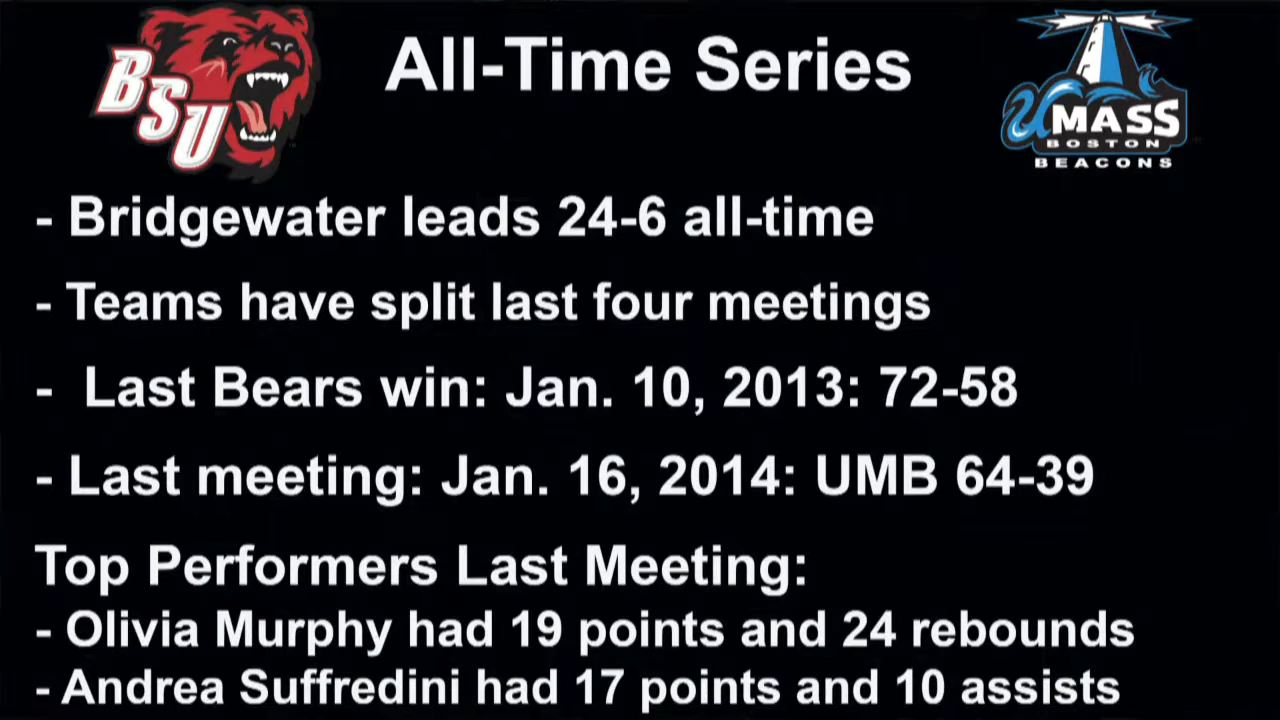 BSU
All-Time Series
UMASS
BOSTON
BEACONS
- Bridgewater leads 24-6 all-time
- Teams have split last four meetings
- Last Bears win: Jan. 10, 2013: 72-58
- Last meeting: Jan. 16, 2014: UMB 64-39
Top Performers Last Meeting:
- Olivia Murphy had 19 points and 24 rebounds
- Andrea Suffredini had 17 points and 10 assists